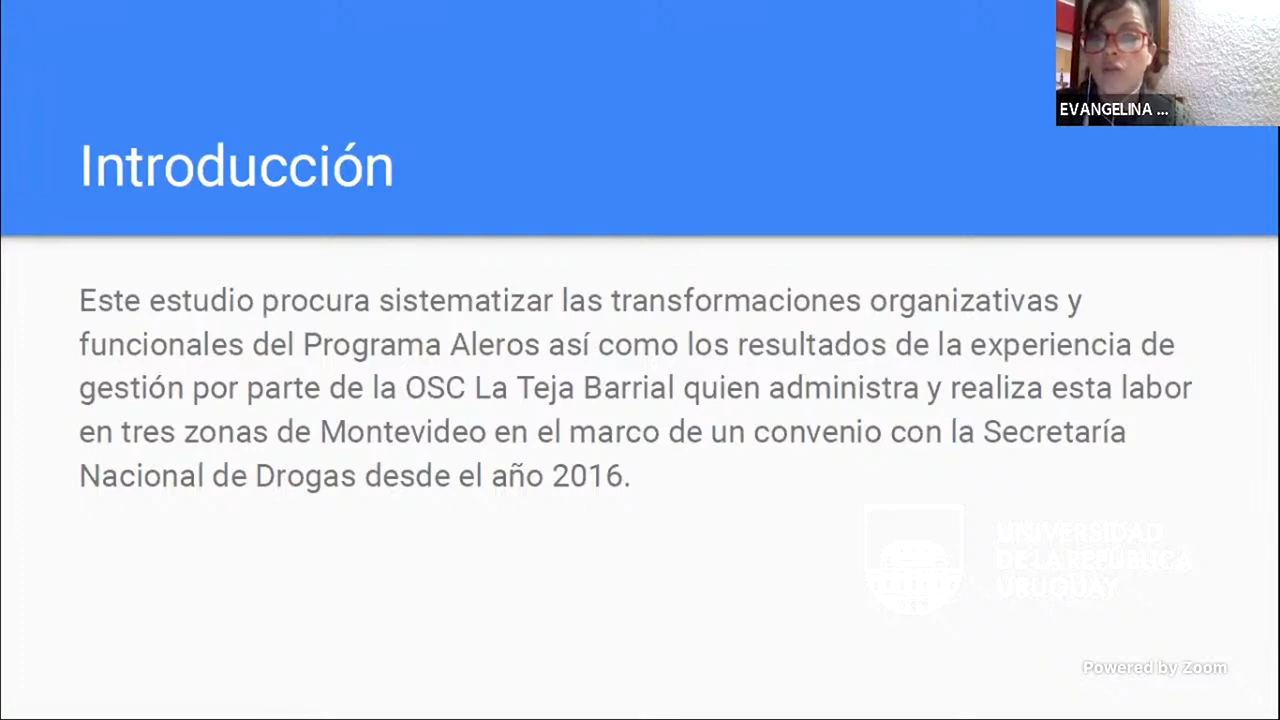 EVANGELINA ...
Introducción
Este estudio procura sistematizar las transformaciones organizativas y
funcionales del Programa Aleros así como los resultados de la experiencia de
gestión por parte de la OSC La Teja Barrial quien administra y realiza esta labor
en tres zonas de Montevideo en el marco de un convenio con la Secretaría
Nacional de Drogas desde el año 2016.
UNIVERSIDAD
DE LA REPÚBLICA
URUGUAY
Powered by Zoom